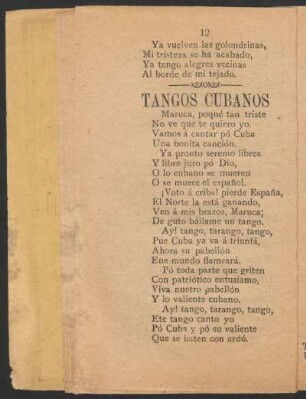 12
Ya vuelven las golondrinas,
Mi tristeza se ha acabado,
Ya tengo alegres vecinas
Al borde de mi tejado.
TANGOS CUBANOS
Maruca, poqué tan triste
No ve que te quiero yo
Vamos á cantar pó Cuba
Una bonita canción.
Ya pronto seremo libres
Y libre juro pó Dio,
O lo cubano se mueren
O se muere el español.
¡Voto á cribas! pierde España,
El Norte la está ganando,
Ven á mis brazos, Maruca;
De guto báilame un tango.
Ay! tango, tarango, tango,
Pue Cuba ya va á triunfá,
Ahora su pabellón
Ene mundo flameará.
Pó toda parte que griten
Con patriótico entusiamo,
Viva nuetro pabellón
Y lo valiente cubano.
Ay! tango, tarango, tango,
Ete tango canto yo
Pó Cuba y pó su valiente
Que se baten con ardó.